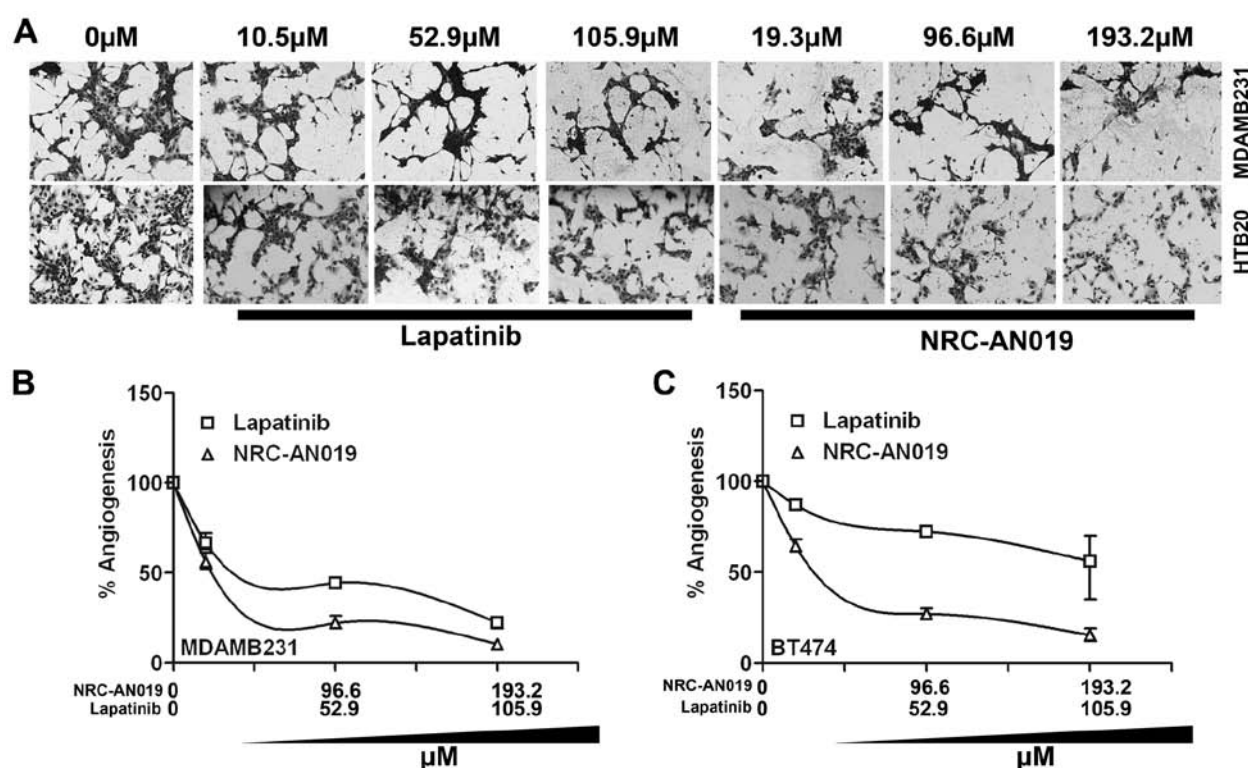 A
0µM 10.5µM 52.9µM 105.9µM 19.3µM 96.6µM 193.2µM
MDAMB231
HTB20
Lapatinib NRC-AN019
B
150
100
50
0
% Angiogenesis
Lapatinib
NRC-AN019
MDAMB231
NRC-AN019 0 96.6 193.2
Lapatinib 0 52.9 105.9
µM
C
150
100
50
0
% Angiogenesis
Lapatinib
NRC-AN019
BT474
NRC-AN019 0 96.6 193.2
Lapatinib 0 52.9 105.9
µM